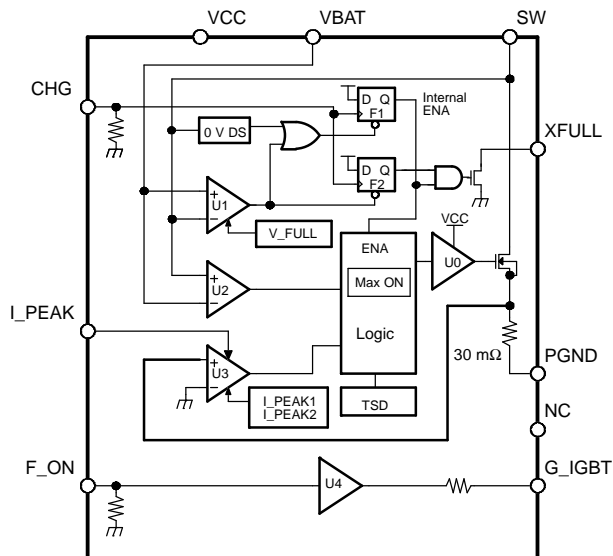 VCC VBAT SW
CHG
D Q
F1
Internal
ENA
0 V DS
XFULL
D Q
F2
+
U1
−
V_FULL
VCC
ENA
U0
+
U2
−
Max ON
I_PEAK
Logic
30 mΩ
PGND
+
U3
−
I_PEAK1
I_PEAK2
TSD
NC
F_ON
U4
G_IGBT